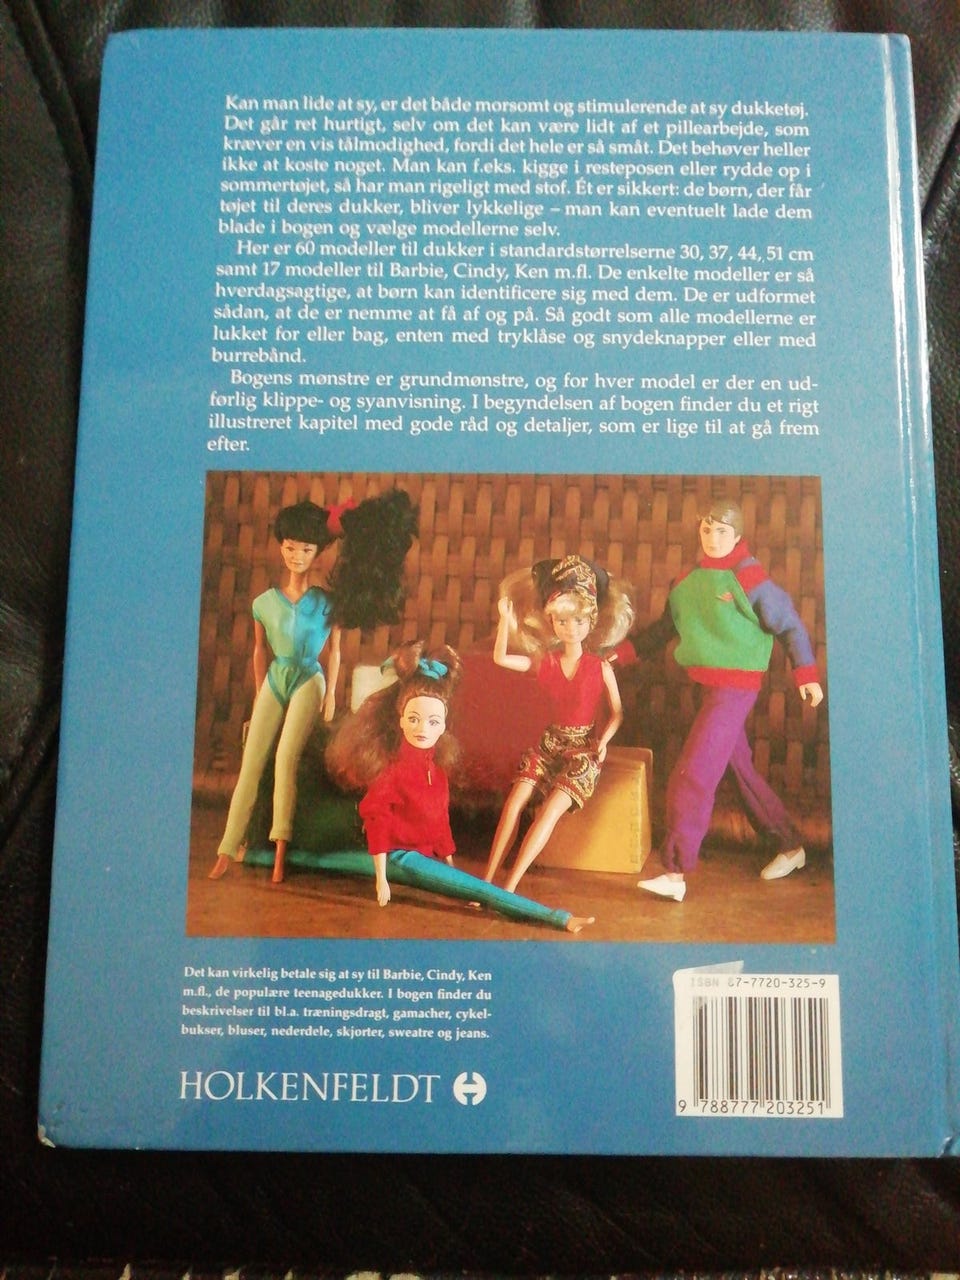 Kan man lide at sy, er det både morsomt og stimulerende at sy dukketøj.
Det går ret hurtigt, selv om det kan være lidt af et pillearbejde, som
kræver en vis tålmodighed, fordi det hele er så småt. Det behøver heller
ikke at koste noget. Man kan f.eks. kigge i resteposen eller rydde op i
sommertøjet, så har man rigeligt med stof. Ét er sikkert: de børn, der får
tøjet til deres dukker, bliver lykkelige – man kan eventuelt lade dem
blade i bogen og vælge modellerne selv.
Her er 60 modeller til dukker i standardstørrelserne 30, 37, 44, 51 cm
samt 17 modeller til Barbie, Cindy, Ken m.fl. De enkelte modeller er så
hverdagsagtige, at børn kan identificere sig med dem. De er udformet
sådan, at de er nemme at få af og på. Så godt som alle modellerne er
lukket for eller bag, enten med tryklåse og snydeknapper eller med
burrebånd.
Bogens mønstre er grundmønstre, og for hver model er der en ud-
førlig klippe- og syanvisning. I begyndelsen af bogen finder du et rigt
illustreret kapitel med gode råd og detaljer, som er lige til at gå frem
efter.
Det kan virkelig betale sig at sy til Barbie, Cindy, Ken
m.fl., de populære teenagedukker. I bogen finder du
beskrivelser til bl.a. træningsdragt, gamacher, cykel-
bukser, bluser, nederdele, skjorter, sweatre og jeans.
HOLKENFELDT
ISBN 87-7720-325-9
9 788777 203251